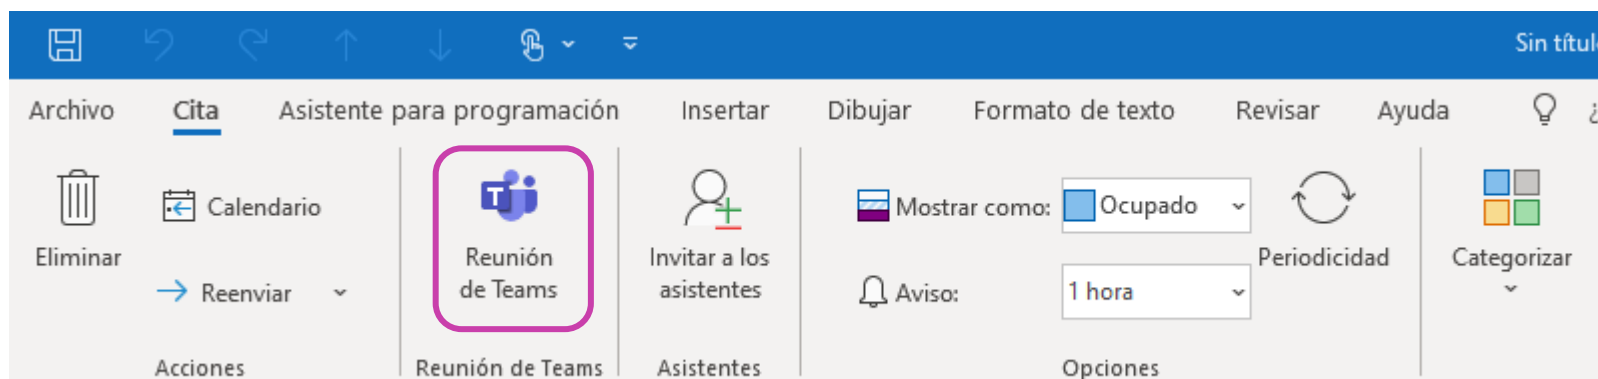 Sin títul
Archivo Cita Asistente para programación Insertar Dibujar Formato de texto Revisar Ayuda ¿
Eliminar
Calendario
Reenviar
Acciones
T
Reunión
de Teams
Reunión de Teams
Invitar a los
asistentes
Asistentes
Mostrar como: Ocupado
Aviso: 1 hora
Periodicidad
Opciones
Categorizar